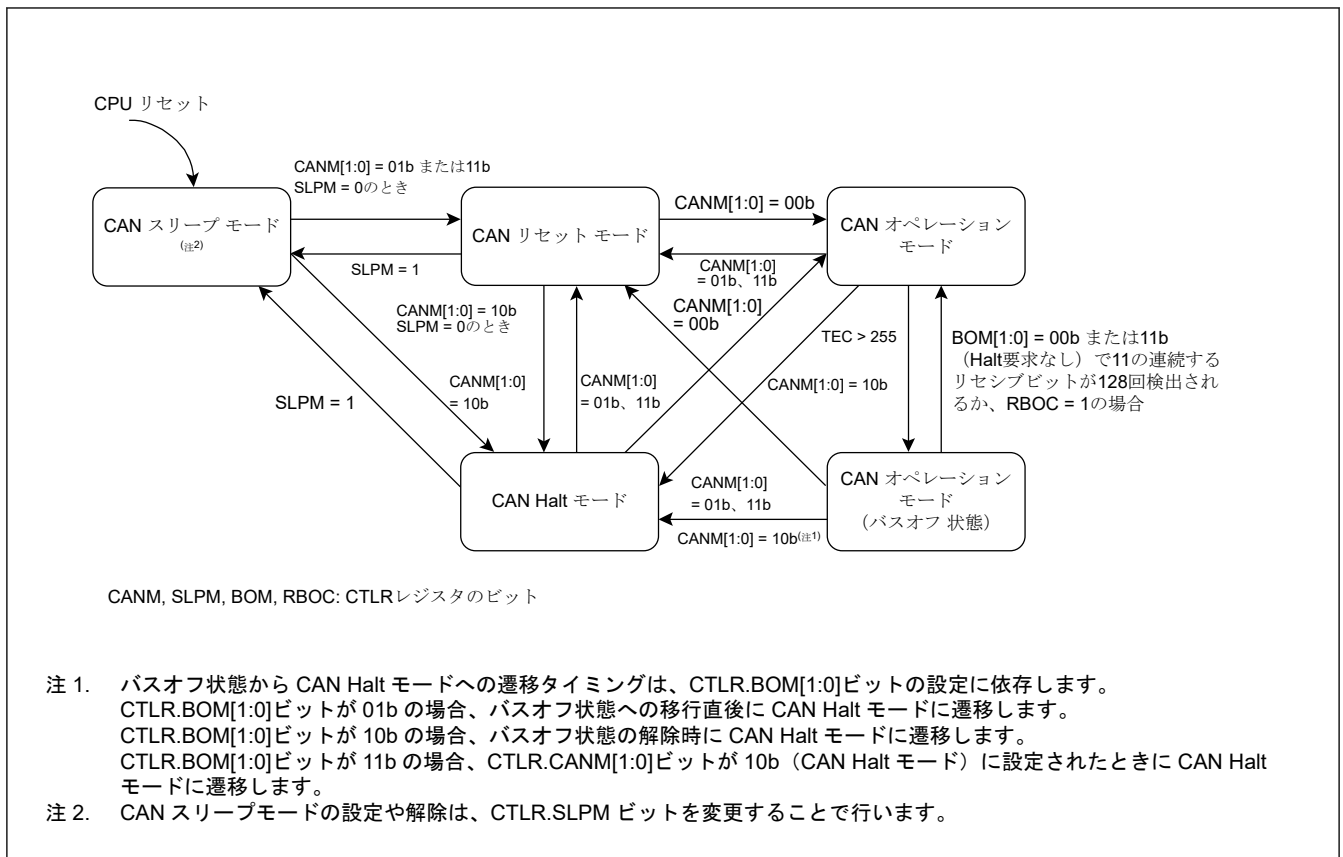 CPU リセット
CANM[1:0] = 01b または11b
SLPM = 0のとき
CANM[1:0] = 00b
CAN スリープ モード
(注2)
CAN リセット モード
CAN オペレーション
モード
SLPM = 1
CANM[1:0]
= 01b、11b
CANM[1:0] = 10b
SLPM = 0のとき
CANM[1:0]
= 00b
TEC > 255
BOM[1:0] = 00b または11b
（Halt要求なし）で11の連続する
リセシブビットが128回検出され
るか、RBOC = 1の場合
SLPM = 1
CANM[1:0]
= 10b
CANM[1:0]
= 01b、11b
CANM[1:0] = 10b
CAN Halt モード
CANM[1:0]
= 01b、11b
CANM[1:0] = 10b(注1)
CAN オペレーション
モード
（バスオフ 状態）
CANM, SLPM, BOM, RBOC: CTLRレジスタのビット
注 1. バスオフ状態から CAN Halt モードへの遷移タイミングは、CTLR.BOM[1:0]ビットの設定に依存します。
CTLR.BOM[1:0]ビットが 01b の場合、バスオフ状態への移行直後に CAN Halt モードに遷移します。
CTLR.BOM[1:0]ビットが 10b の場合、バスオフ状態の解除時に CAN Halt モードに遷移します。
CTLR.BOM[1:0]ビットが 11b の場合、CTLR.CANM[1:0]ビットが 10b（CAN Halt モード）に設定されたときに CAN Halt
モードに遷移します。
注 2. CAN スリープモードの設定や解除は、CTLR.SLPM ビットを変更することで行います。